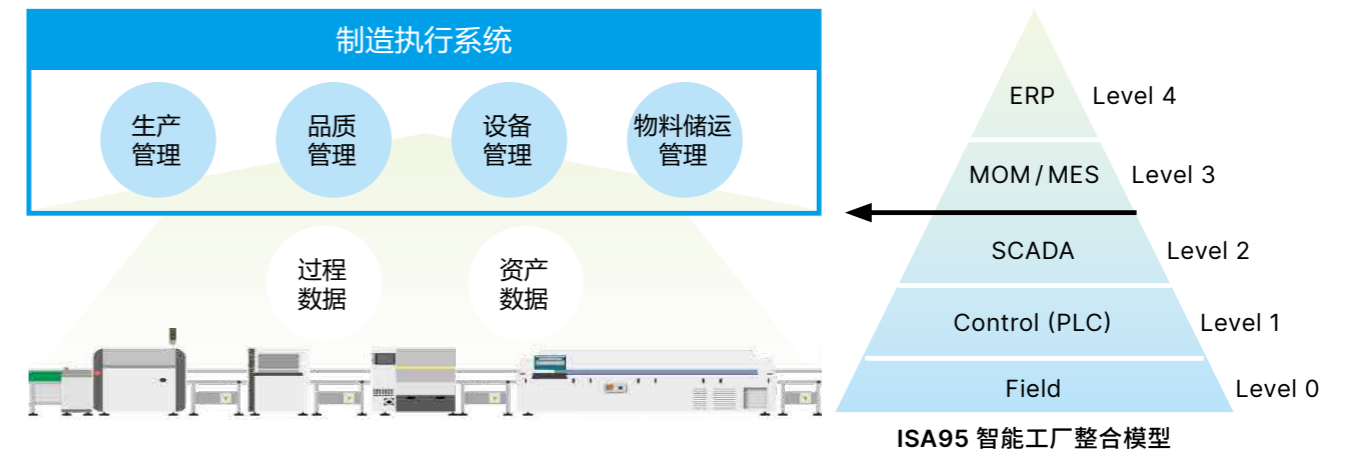 制造执行系统
生产
管理
品质
管理
设备
管理
物料储运
管理
过程
数据
资产
数据
ERP Level 4
MOM / MES Level 3
SCADA Level 2
Control (PLC) Level 1
Field Level 0
ISA95 智能工厂整合模型